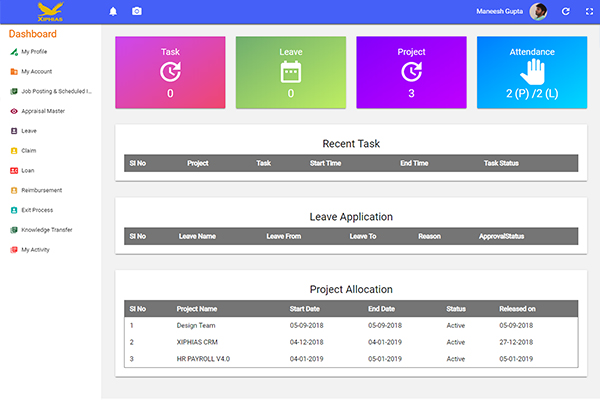 XIPHIAS
Maneesh Gupta
Dashboard
My Profile
My Account
Job Posting & Scheduled I...
Appraisal Master
Leave
Claim
Loan
Reimbursement
Exit Process
Knowledge Transfer
My Activity
Task
0
Leave
0
Project
3
Attendance
2 (P) /2 (L)
Recent Task
SI No Project Task Start Time End Time Task Status
Leave Application
SI No Leave Name Leave From Leave To Reason ApprovalStatus
Project Allocation
SI No Project Name Start Date End Date Status Released on
1 Design Team 05-09-2018 05-09-2018 Active 05-09-2018
2 XIPHIAS CRM 04-12-2018 04-01-2019 Active 27-12-2018
3 HR PAYROLL V4.0 04-01-2019 05-01-2019 Active 05-01-2019